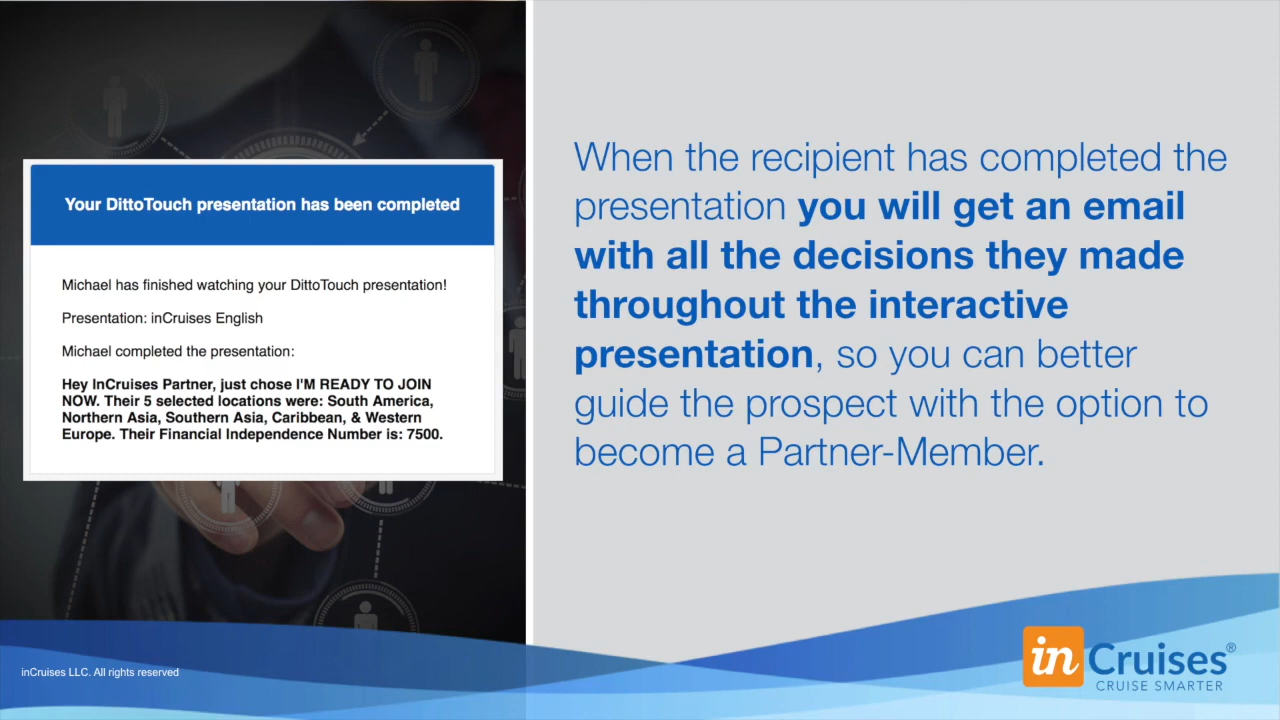 Your DittoTouch presentation has been completed
Michael has finished watching your DittoTouch presentation!
Presentation: inCruises English
Michael completed the presentation:
Hey InCruises Partner, just chose I'M READY TO JOIN
NOW. Their 5 selected locations were: South America,
Northern Asia, Southern Asia, Caribbean, & Western
Europe. Their Financial Independence Number is: 7500.
When the recipient has completed the
presentation you will get an email
with all the decisions they made
throughout the interactive
presentation, so you can better
guide the prospect with the option to
become a Partner-Member.
inCruises LLC. All rights reserved
in Cruises®
CRUISE SMARTER